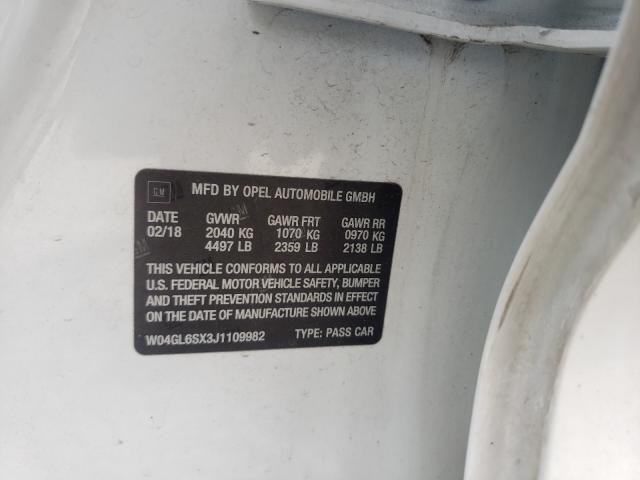 GM MFD BY OPEL AUTOMOBILE GMBH
DATE GVWR GAWR FRT GAWR RR
02/18 2040 KG 1070 KG 0970 KG
4497 LB 2359 LB 2138 LB
THIS VEHICLE CONFORMS TO ALL APPLICABLE
U.S. FEDERAL MOTOR VEHICLE SAFETY, BUMPER
AND THEFT PREVENTION STANDARDS IN EFFECT
ON THE DATE OF MANUFACTURE SHOWN ABOVE
W04GL6SX3J1109982 TYPE: PASS CAR